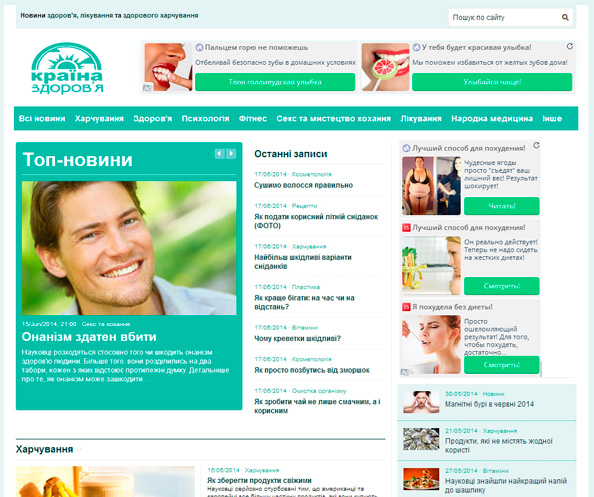 Новини здоров'я, лікування та здорового харчування
Пошук по сайту
країна
здоров'я
Пальцем горю не поможешь
Отбеливай безопасно зубы в домашних условиях
Твоя голливудская улыбка
У тебя будет красивая улыбка!
Мы поможем избавиться от желтых зубов дома!
Улыбайся чаще!
Всі новини Харчування Здоров'я Психологія Фітнес Секс та мистецтво кохання Лікування Народна медицина Інше
Топ-новини
15/Jun/2014, 21:00 Секс та кохання
Онанізм здатен вбити
Науковці розходяться стосовно того чи шкодить онанізм
здоров'ю людини. Більше того: вони розділились на два
табори, кожен з яких відстоює протилежні думку. Детальніше
про те, як онанізм може зашкодити.....
Останні записи
17/06/2014 · Косметологія
Сушимо волосся правильно
17/06/2014 · Рецепти
Як подати корисний літній сніданок
(ФОТО)
17/06/2014 · Харчування
Найбільш шкідливі варіанти
сніданків
17/06/2014 · Пластика
Як краще бігати: на час чи на
відстань?
17/06/2014 · Вітаміни
Чому креветки шкідливі?
17/06/2014 · Косметологія
Як просто позбутись від зморшок
17/06/2014 · Очистка організму
Як зробити чай не лише смачним, а і
корисним
Лучший способ для похудения!
Чудесные ягоды
просто "съедят" ваш
лишний вес! Результат
шокирует!
Читать!
Лучший способ для похудения!
Он реально действует!
Теперь не надо сидеть
на жестких диетах!
Смотреть!
Я похудела без диеты!
Просто
ошеломляющий
результат! Для того,
чтобы похудеть,
достаточно...
Смотреть!
30/05/2014 · Новини
Магнітні бурі в червні 2014
21/05/2014 · Харчування
Продукти, які не містять жодної
користі
27/05/2014 · Вітаміни
Науковці знайшли найкращий напій
до шашлику
Харчування
15/06/2014 · Харчування
Як зберегти продукти свіжими
Науковці серйозно стурбовані тим, що американці та
європейці все більшу частину продуктів, які вони купують